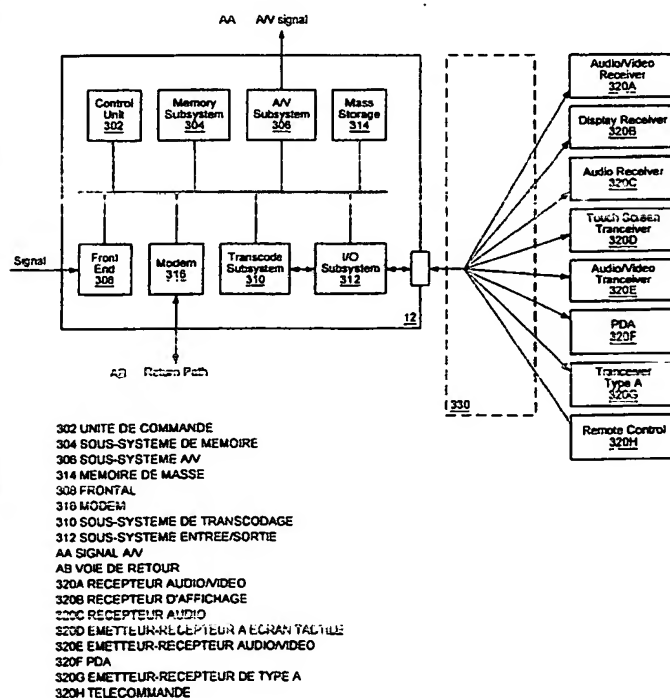 AA A/V signal
Control Unit 302
Memory Subsystem 304
A/V Subsystem 306
Mass Storage 314
Signal
Front End 308
Modem 316
Transcode Subsystem 310
I/O Subsystem 312
12
AB Return Path
330
Audio/Video Receiver 320A
Display Receiver 320B
Audio Receiver 320C
Touch Screen Tranceiver 320D
Audio/Video Tranceiver 320E
PDA 320F
Tranceiver Type A 320G
Remote Control 320H
302 UNITE DE COMMANDE
304 SOUS-SYSTEME DE MEMOIRE
306 SOUS-SYSTEME A/V
314 MEMOIRE DE MASSE
308 FRONTAL
316 MODEM
310 SOUS-SYSTEME DE TRANSCODAGE
312 SOUS-SYSTEME ENTREE/SORTIE
AA SIGNAL A/V
AB VOIE DE RETOUR
320A RECEPTEUR AUDIO/VIDEO
320B RECEPTEUR D'AFFICHAGE
320C RECEPTEUR AUDIO
320D EMETTEUR-RECEPTEUR A ECRAN TACTILE
320E EMETTEUR-RECEPTEUR AUDIO/VIDEO
320F PDA
320G EMETTEUR-RECEPTEUR DE TYPE A
320H TELECOMMANDE